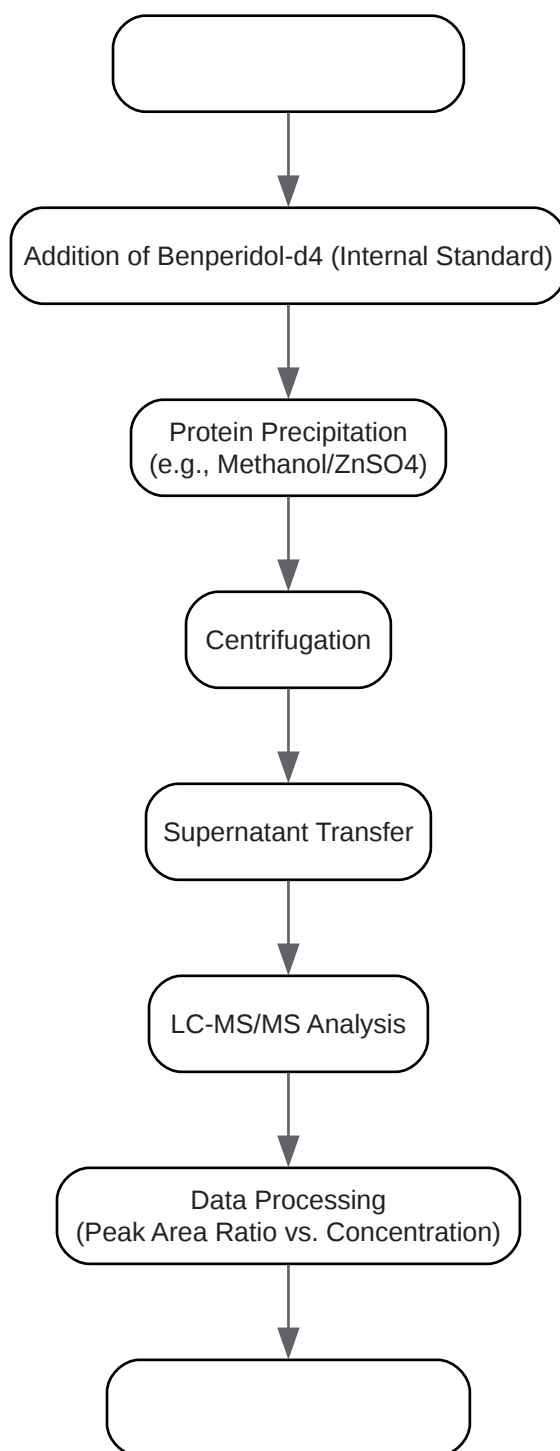 Addition of Benperidol-d4 (Internal Standard)
Protein Precipitation
(e.g., Methanol/ZnSO4)
Centrifugation
Supernatant Transfer
LC-MS/MS Analysis
Data Processing
(Peak Area Ratio vs. Concentration)